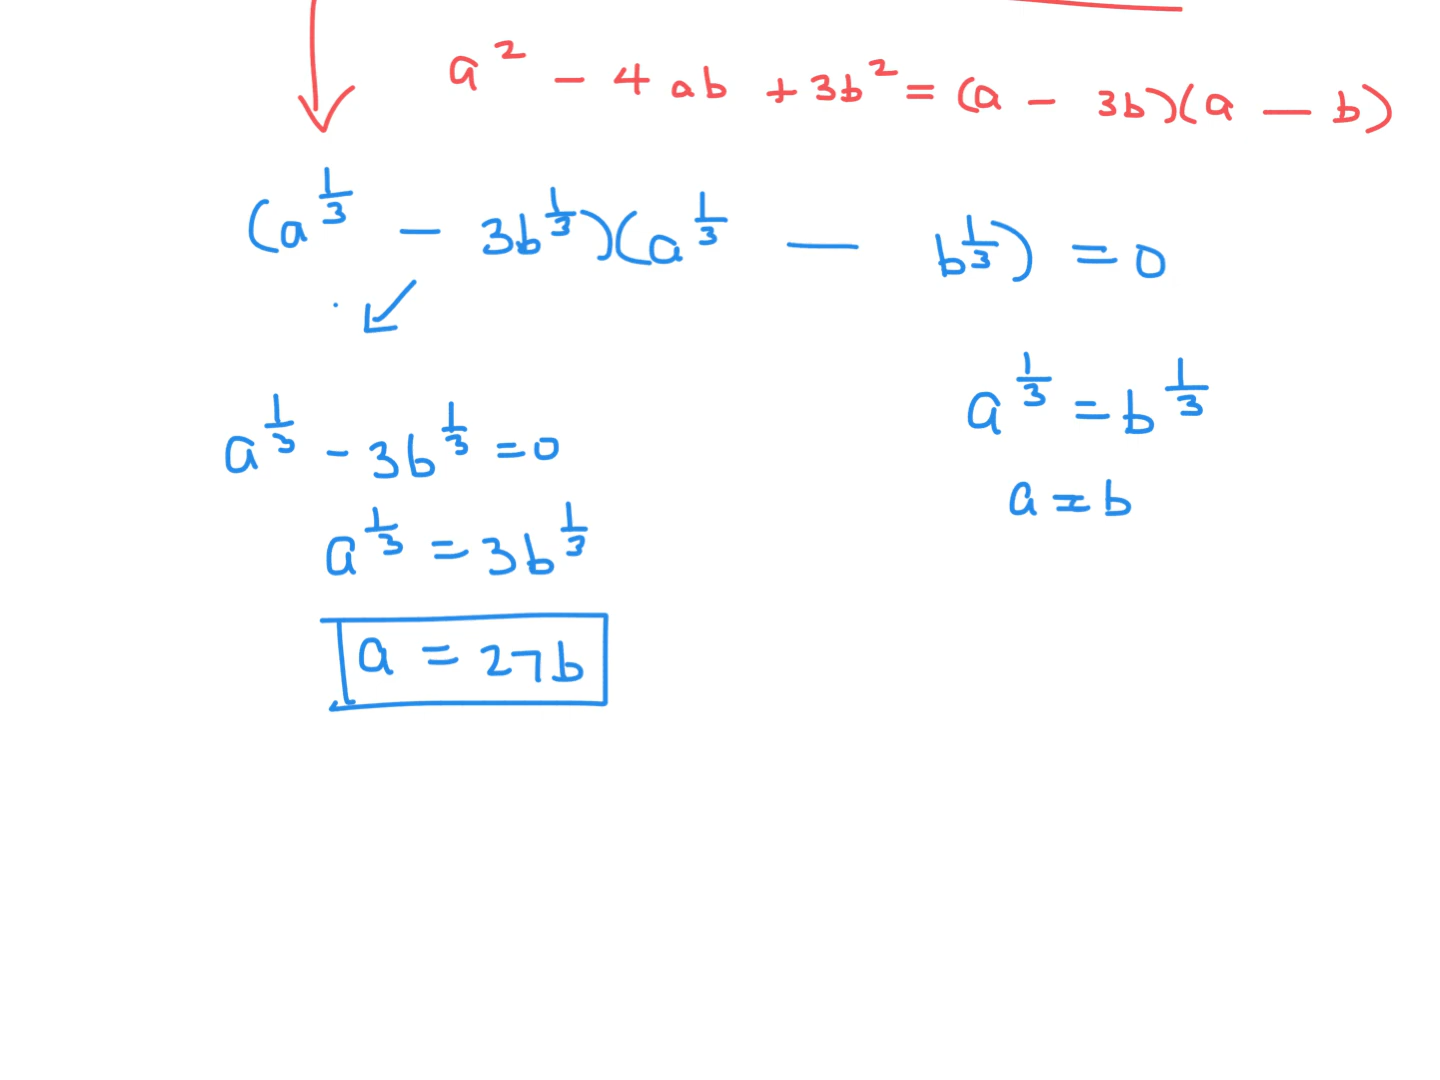 a² - 4ab + 3b² = (a - 3b)(a - b)
(a^{1/3} - 3b^{1/3})(a^{1/3} - b^{1/3}) = 0
a^{1/3} - 3b^{1/3} = 0
a^{1/3} = 3b^{1/3}
a = 27b
a^{1/3} = b^{1/3}
a = b